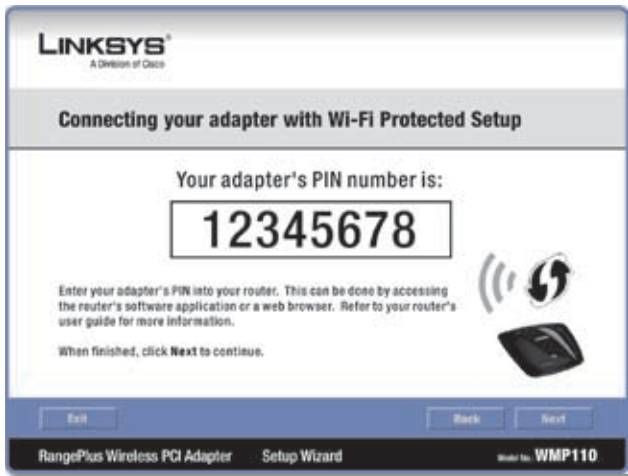 LINKSYS®
A Division of Cisco
Connecting your adapter with Wi-Fi Protected Setup
Your adapter's PIN number is:
12345678
Enter your adapter's PIN into your router. This can be done by accessing
the router's software application or a web browser. Refer to your router's
user guide for more information.
When finished, click Next to continue.
Exit
Back
Next
RangePlus Wireless PCI Adapter
Setup Wizard
Model No. WMP110